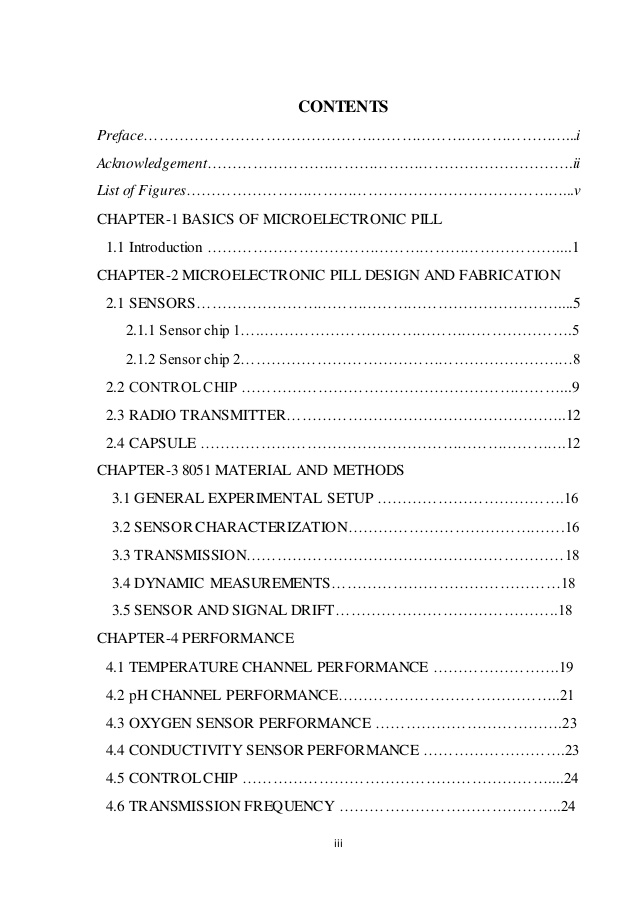 CONTENTS
Preface……………………………………………………………………...i
Acknowledgement……………………………………………………………….ii
List of Figures…………………………………………………………………...v
CHAPTER-1 BASICS OF MICROELECTRONIC PILL
1.1 Introduction ……………………………………………………………....1
CHAPTER-2 MICROELECTRONIC PILL DESIGN AND FABRICATION
2.1 SENSORS………………………………………………………………....5
2.1.1 Sensor chip 1…..…………………………………………………….5
2.1.2 Sensor chip 2…………………………………………………………8
2.2 CONTROL CHIP ………………………………………………………...9
2.3 RADIO TRANSMITTER………………………………………………..12
2.4 CAPSULE ……………………………………………………………….12
CHAPTER-3 8051 MATERIAL AND METHODS
3.1 GENERAL EXPERIMENTAL SETUP ……………………………….16
3.2 SENSOR CHARACTERIZATION……………………………………16
3.3 TRANSMISSION………………………………………………………18
3.4 DYNAMIC MEASUREMENTS………………………………………18
3.5 SENSOR AND SIGNAL DRIFT……………………………………..18
CHAPTER-4 PERFORMANCE
4.1 TEMPERATURE CHANNEL PERFORMANCE …………………….19
4.2 pH CHANNEL PERFORMANCE……………………………………..21
4.3 OXYGEN SENSOR PERFORMANCE ……………………………….23
4.4 CONDUCTIVITY SENSOR PERFORMANCE ……………………….23
4.5 CONTROL CHIP ……………………………………………………....24
4.6 TRANSMISSION FREQUENCY ……………………………………..24
iii